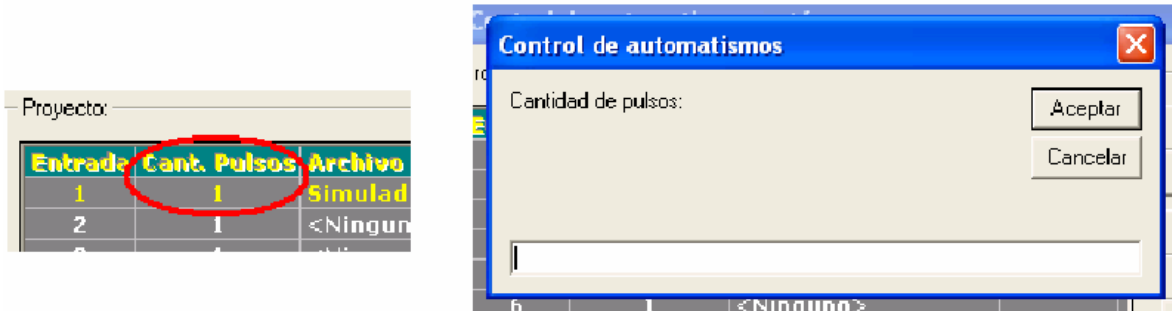 Proyecto:
Entrada Cant. Pulsos Archivo
1 1 Simulad
2 1 <Ningun
Control de automatismos
Cantidad de pulsos:
Aceptar
Cancelar
6 1 <Ninguno>